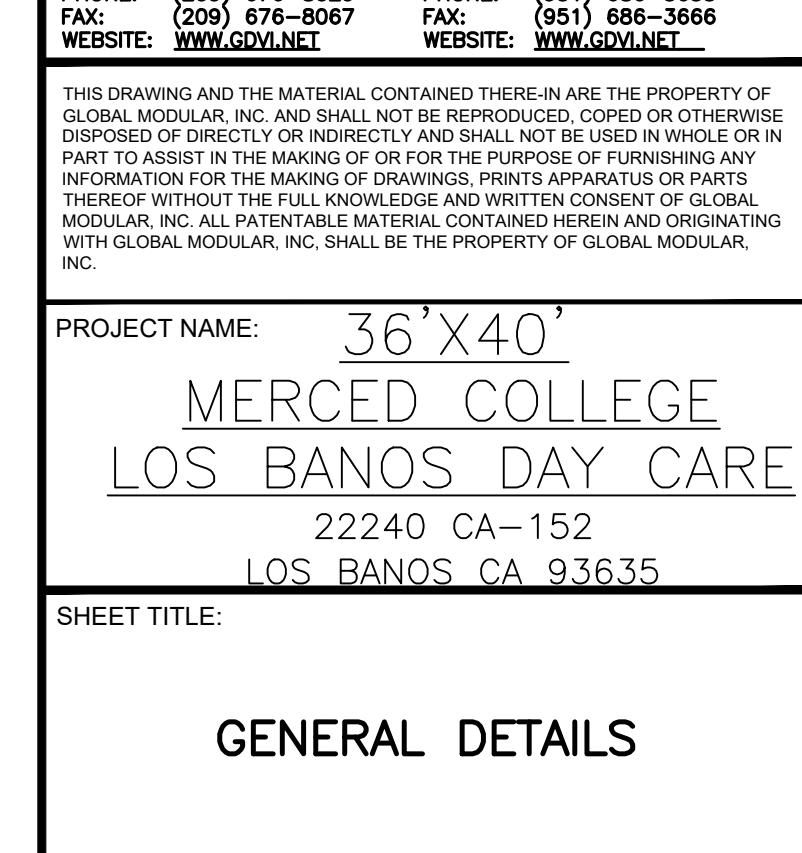 FAX: (209) 676-8067 FAX: (951) 686-3666
WEBSITE: WWW.GDVI.NET WEBSITE: WWW.GDVI.NET
THIS DRAWING AND THE MATERIAL CONTAINED THERE-IN ARE THE PROPERTY OF
GLOBAL MODULAR, INC. AND SHALL NOT BE REPRODUCED, COPED OR OTHERWISE
DISPOSED OF DIRECTLY OR INDIRECTLY AND SHALL NOT BE USED IN WHOLE OR IN
PART TO ASSIST IN THE MAKING OF OR FOR THE PURPOSE OF FURNISHING ANY
INFORMATION FOR THE MAKING OF DRAWINGS, PRINTS APPARATUS OR PARTS
THEREOF WITHOUT THE FULL KNOWLEDGE AND WRITTEN CONSENT OF GLOBAL
MODULAR, INC. ALL PATENTABLE MATERIAL CONTAINED HEREIN AND ORIGINATING
WITH GLOBAL MODULAR, INC, SHALL BE THE PROPERTY OF GLOBAL MODULAR,
INC.
PROJECT NAME: 36'X40'
MERCED COLLEGE
LOS BANOS DAY CARE
22240 CA-152
LOS BANOS CA 93635
SHEET TITLE:
GENERAL DETAILS